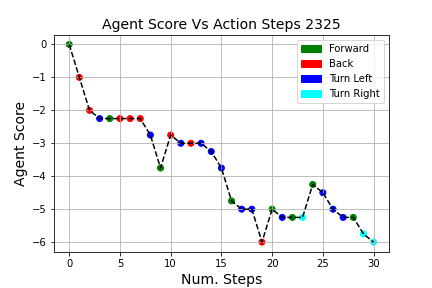 Agent Score Vs Action Steps 2325
Forward
Back
Turn Left
Turn Right
Agent Score
0
−1
−2
−3
−4
−5
−6
0 5 10 15 20 25 30
Num. Steps